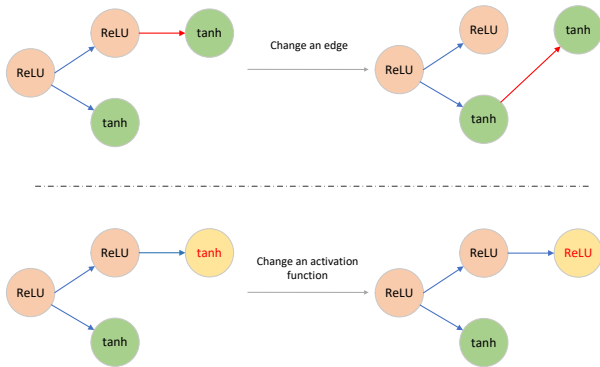 ReLU
tanh
ReLU
tanh
Change an edge
ReLU
tanh
ReLU
tanh
ReLU
tanh
ReLU
tanh
Change an activation
function
ReLU
ReLU
ReLU
tanh